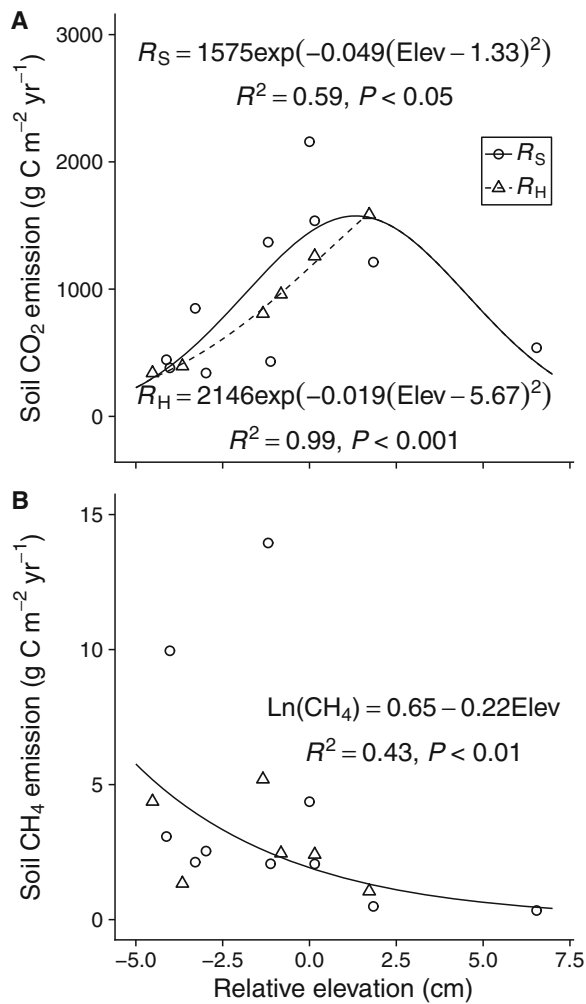 A
3000
2000
1000
0
Soil CO₂ emission (g C m⁻² yr⁻¹)
R_S = 1575exp(−0.049(Elev − 1.33)²)
R² = 0.59, P < 0.05
R_S
R_H
R_H = 2146exp(−0.019(Elev − 5.67)²)
R² = 0.99, P < 0.001
B
15
10
5
0
Soil CH₄ emission (g C m⁻² yr⁻¹)
Ln(CH₄) = 0.65 − 0.22Elev
R² = 0.43, P < 0.01
−5.0 −2.5 0.0 2.5 5.0 7.5
Relative elevation (cm)